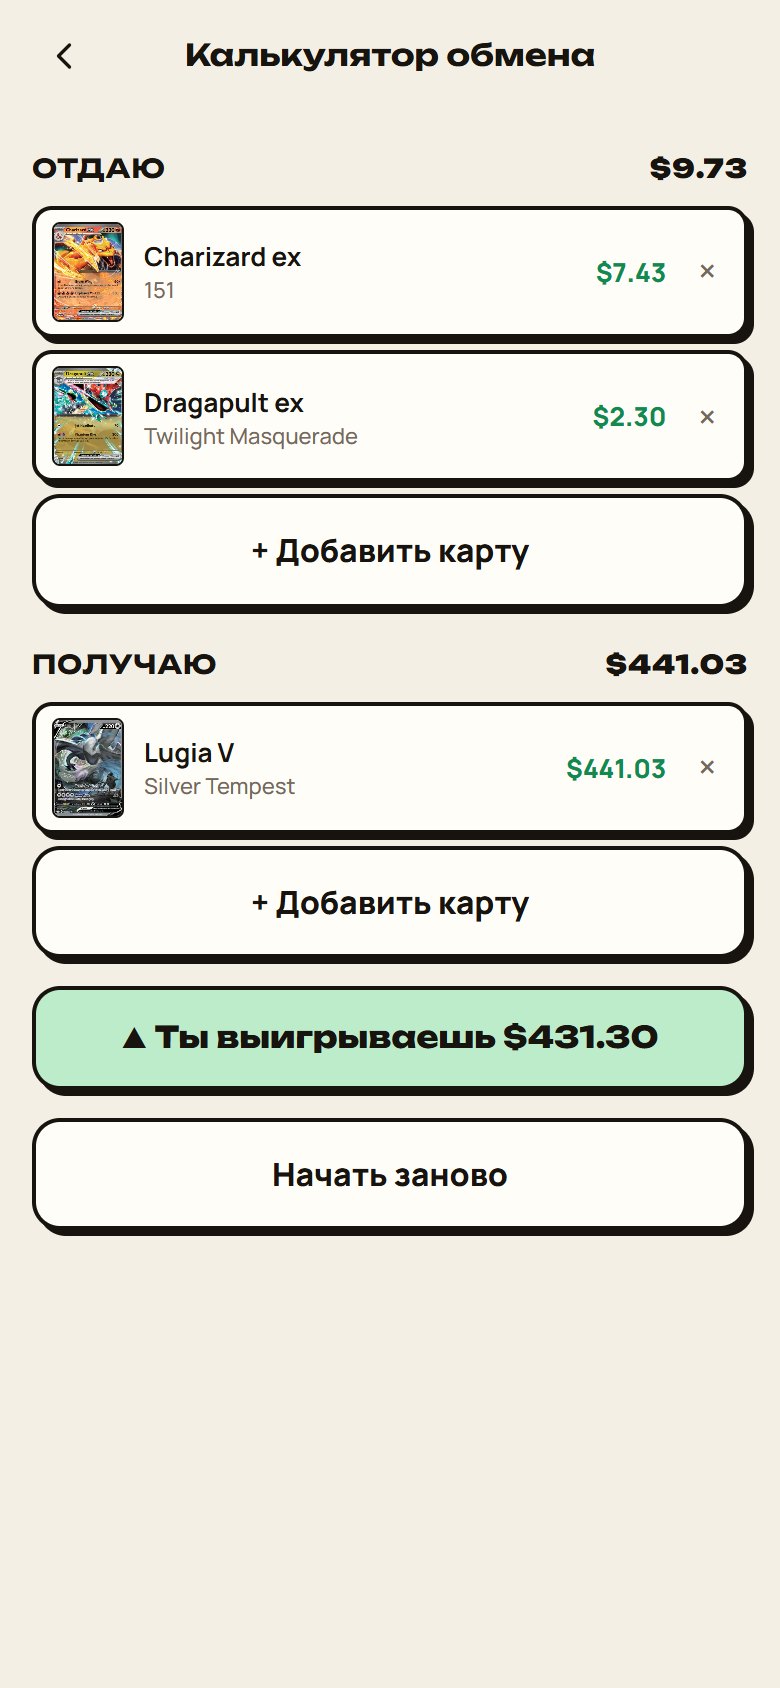 Калькулятор обмена
ОТДАЮ $9.73
Charizard ex
151
$7.43 ×
Dragapult ex
Twilight Masquerade
$2.30 ×
+ Добавить карту
ПОЛУЧАЮ $441.03
Lugia V
Silver Tempest
$441.03 ×
+ Добавить карту
▲ Ты выигрываешь $431.30
Начать заново